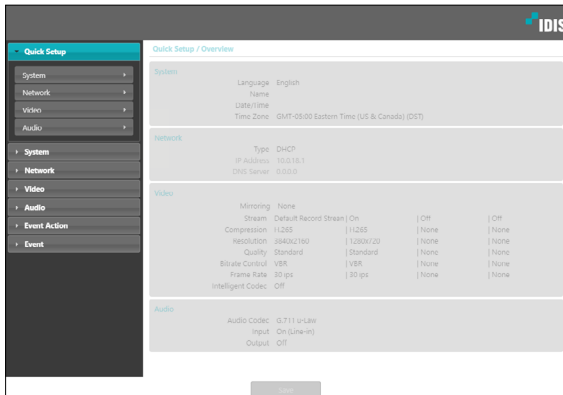 IDIS
Quick Setup
Quick Setup / Overview
System
Network
Video
Audio
System
Network
Video
Audio
Event Action
Event
System
Language English
Name
Date/Time
Time Zone GMT-05:00 Eastern Time (US & Canada) (DST)
Network
Type DHCP
IP Address 10.0.18.1
DNS Server 0.0.0.0
Video
Mirroring None
Stream Default Record Stream | On | Off | Off
Compression H.265 | H.265 | None | None
Resolution 3840x2160 | 1280x720 | None | None
Quality Standard | Standard | None | None
Bitrate Control VBR | VBR | None | None
Frame Rate 30 ips | 30 ips | None | None
Intelligent Codec Off
Audio
Audio Codec G.711 u-Law
Input On (Line-in)
Output Off
Save